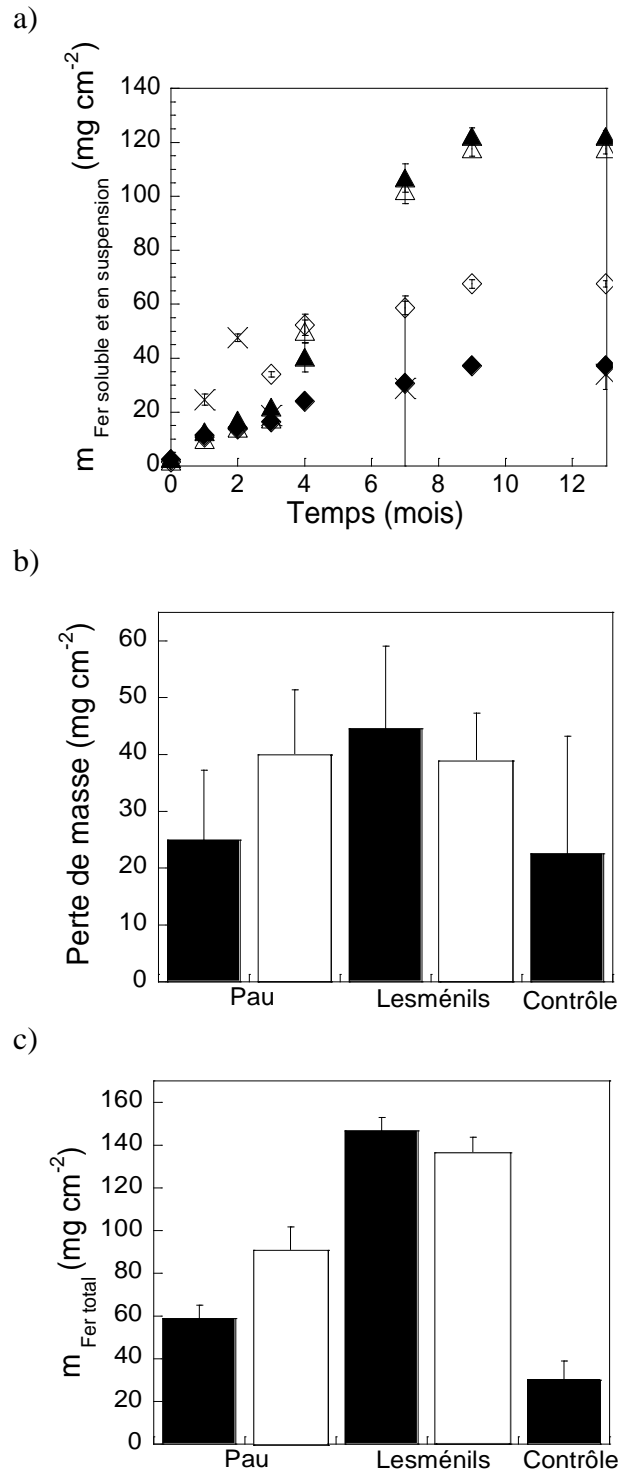 a)
m Fer soluble et en suspension (mg cm-2)
140
120
100
80
60
40
20
0
0 2 4 6 8 10 12
Temps (mois)
b)
Perte de masse (mg cm-2)
60
50
40
30
20
10
0
Pau Lesménils Contrôle
c)
m Fer total (mg cm-2)
160
140
120
100
80
60
40
20
0
Pau Lesménils Contrôle